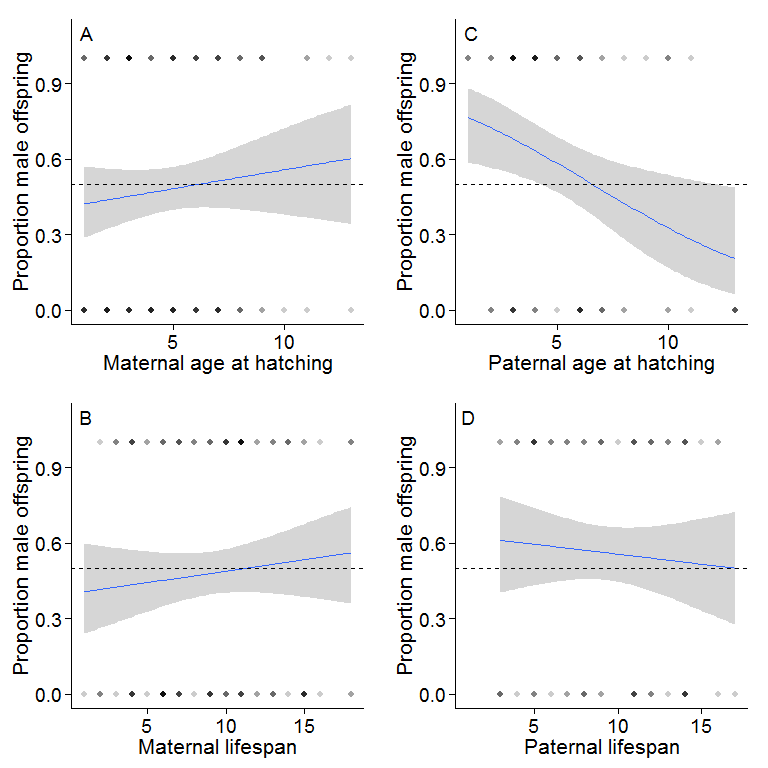 A
Proportion male offspring
0.9
0.6
0.3
0.0
5
10
Maternal age at hatching
C
Proportion male offspring
0.9
0.6
0.3
0.0
5
10
Paternal age at hatching
B
Proportion male offspring
0.9
0.6
0.3
0.0
5
10
15
Maternal lifespan
D
Proportion male offspring
0.9
0.6
0.3
0.0
5
10
15
Paternal lifespan